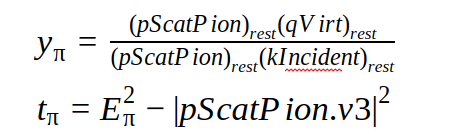 y_π = (pScatPion)_rest(qVirt)_rest / (pScatPion)_rest(kIncident)_rest
t_π = E_π^2 − |pScatPion.v3|^2